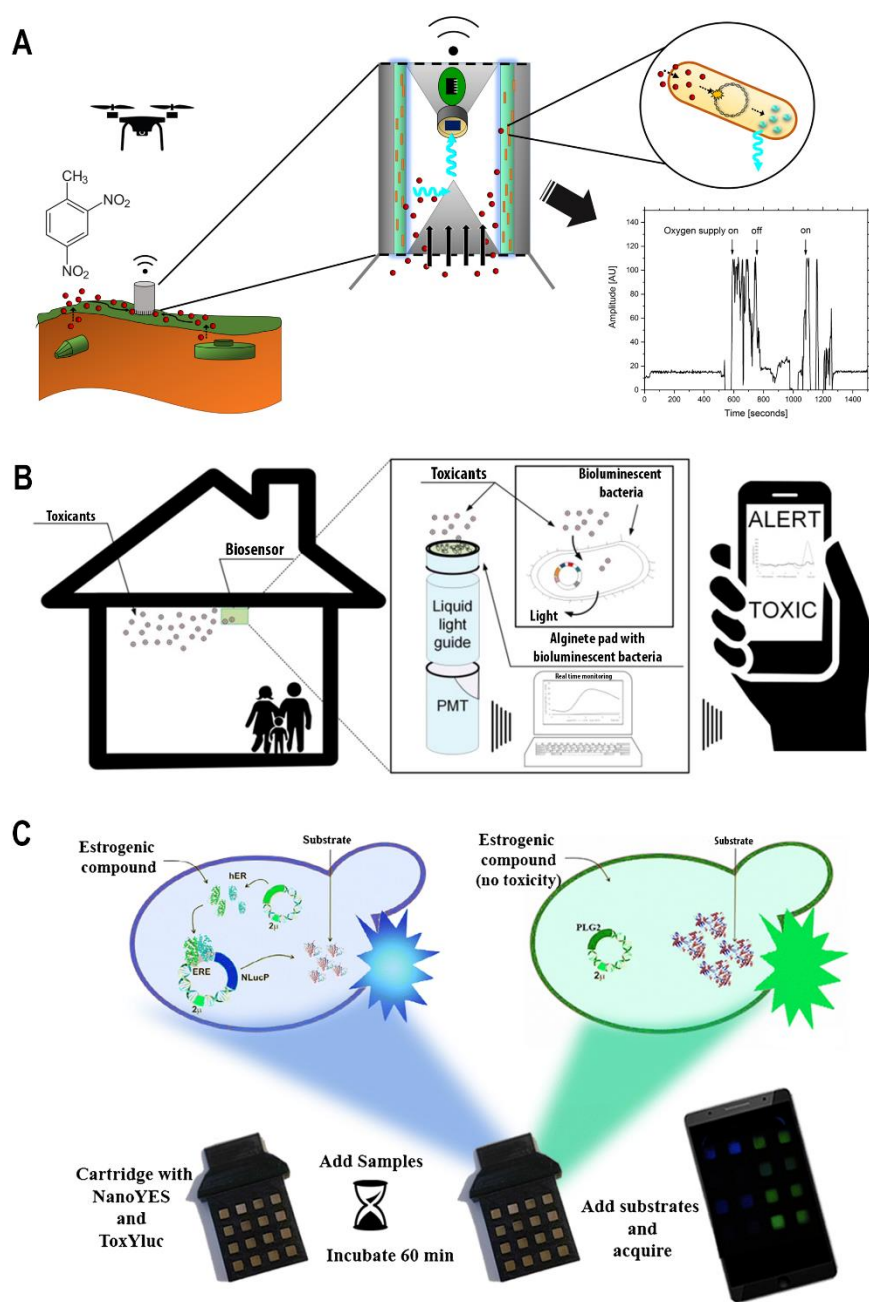 A
CH₃
NO₂
NO₂
Oxygen supply on
off
on
Amplitude [AU]
140
120
100
80
60
40
20
0
0 200 400 600 800 1000 1200 1400
Time [seconds]
B
Toxicants
Biosensor
Toxicants
Bioluminescent
bacteria
Light
Liquid
light
guide
Alginete pad with
bioluminescent bacteria
PMT
Real time monitoring
ALERT
TOXIC
C
Estrogenic
compound
Substrate
hER
2μ
ERE
NLucP
2μ
Estrogenic
compound
(no toxicity)
Substrate
PLG2
2μ
Cartridge with
NanoYES
and
ToxYluc
Add Samples
Incubate 60 min
Add substrates
and
acquire